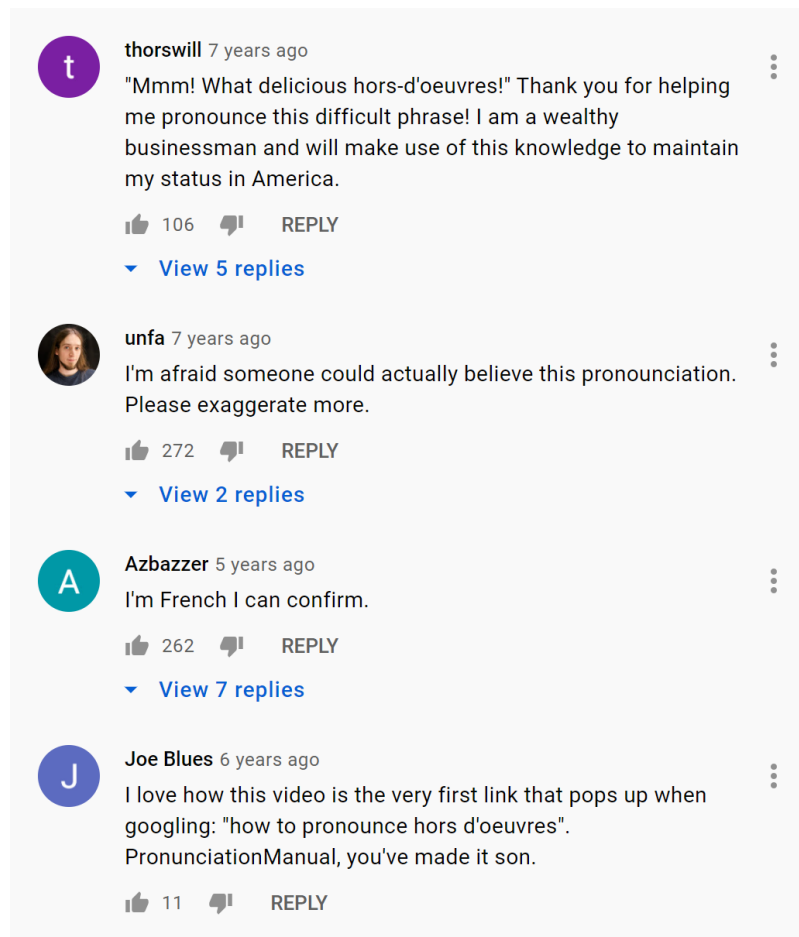 t
thorswill 7 years ago
"Mmm! What delicious hors-d'oeuvres!" Thank you for helping
me pronounce this difficult phrase! I am a wealthy
businessman and will make use of this knowledge to maintain
my status in America.
106 REPLY
View 5 replies
unfa 7 years ago
I'm afraid someone could actually believe this pronounciation.
Please exaggerate more.
272 REPLY
View 2 replies
A
Azbazzer 5 years ago
I'm French I can confirm.
262 REPLY
View 7 replies
J
Joe Blues 6 years ago
I love how this video is the very first link that pops up when
googling: "how to pronounce hors d'oeuvres".
PronunciationManual, you've made it son.
11 REPLY